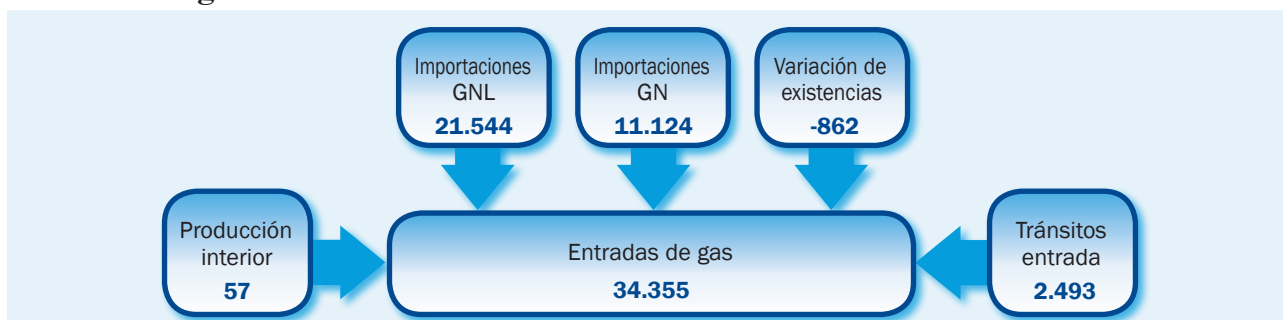 Importaciones
GNL
21.544
Importaciones
GN
11.124
Variación de
existencias
-862
Producción
interior
57
Entradas de gas
34.355
Tránsitos
entrada
2.493